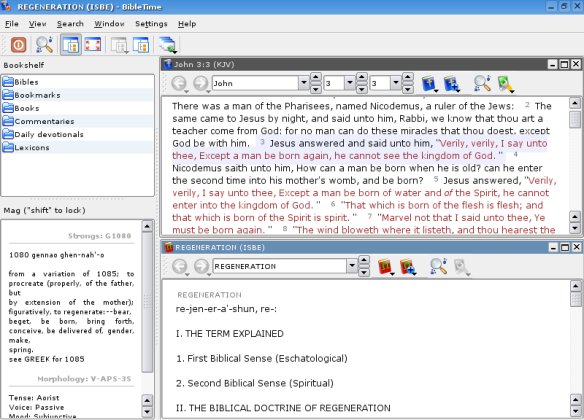 REGENERATION (ISBE) - BibleTime
File View Search Window Settings Help
Bookshelf
Bibles
Bookmarks
Books
Commentaries
Daily devotionals
Lexicons
Mag ("shift" to lock)
Strongs: G1080
1080 gennao ghen-nah'-o
from a variation of 1085; to
procreate (properly, of the father,
but
by extension of the mother);
figuratively, to regenerate:--bear,
beget, be born, bring forth,
conceive, be delivered of, gender,
make,
spring.
see GREEK for 1085
Morphology: V-APS-3S
Tense: Aorist
Voice: Passive
Mood: Subjunctive
John 3:3 (KJV)
John 3 3
There was a man of the Pharisees, named Nicodemus, a ruler of the Jews: 2 The
same came to Jesus by night, and said unto him, Rabbi, we know that thou art a
teacher come from God: for no man can do these miracles that thou doest, except
God be with him. 3 Jesus answered and said unto him, "Verily, verily, I say unto
thee, Except a man be born again, he cannot see the kingdom of God. " 4
Nicodemus saith unto him, How can a man be born when he is old? can he enter
the second time into his mother's womb, and be born? 5 Jesus answered, "Verily,
verily, I say unto thee, Except a man be born of water and of the Spirit, he cannot
enter into the kingdom of God. " 6 "That which is born of the flesh is flesh; and
that which is born of the Spirit is spirit. " 7 "Marvel not that I said unto thee, Ye
must be born again. " 8 "The wind bloweth where it listeth, and thou hearest the
REGENERATION (ISBE)
REGENERATION
REGENERATION
re-jen-er-a'-shun, re-:
I. THE TERM EXPLAINED
1. First Biblical Sense (Eschatological)
2. Second Biblical Sense (Spiritual)
II. THE BIBLICAL DOCTRINE OF REGENERATION